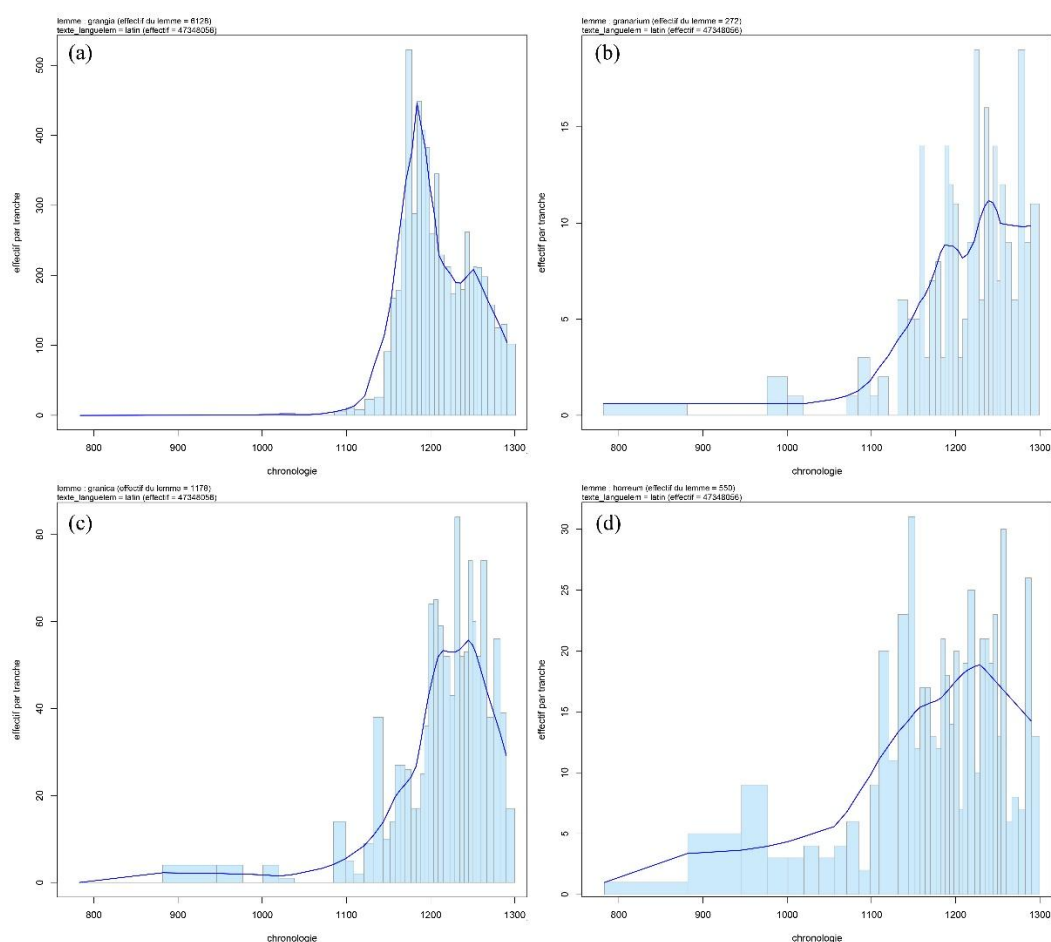 lemme : grangia (effectif du lemme = 6128)
texte_languelem = latin (effectif = 47348056)
(a)
500
400
300
200
100
0
effectif par tranche
800 900 1000 1100 1200 1300
chronologie
lemme : granarium (effectif du lemme = 272)
texte_languelem = latin (effectif = 47348056)
(b)
15
10
5
0
effectif par tranche
800 900 1000 1100 1200 1300
chronologie
lemme : granica (effectif du lemme = 1178)
texte_languelem = latin (effectif = 47348056)
(c)
80
60
40
20
0
effectif par tranche
800 900 1000 1100 1200 1300
chronologie
lemme : horreum (effectif du lemme = 550)
texte_languelem = latin (effectif = 47348056)
(d)
30
25
20
15
10
5
0
effectif par tranche
800 900 1000 1100 1200 1300
chronologie